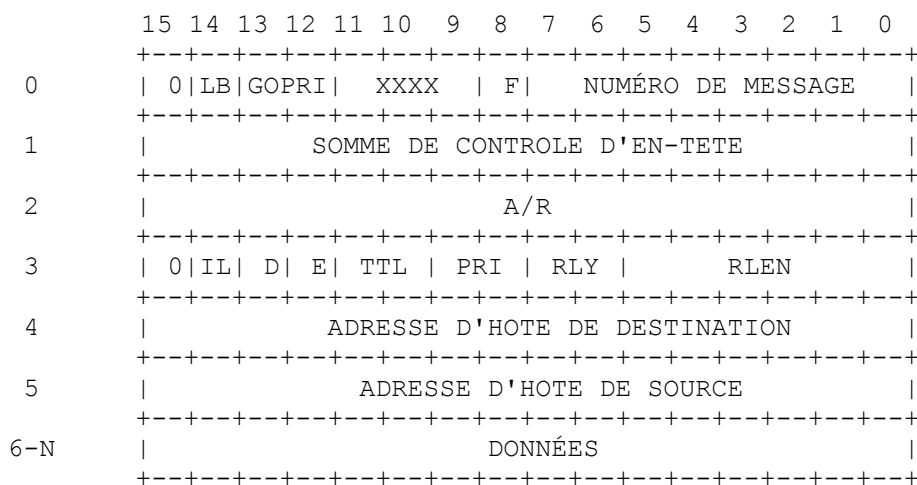 15 14 13 12 11 10 9 8 7 6 5 4 3 2 1 0
+--+--+--+--+--+--+--+--+--+--+--+--+--+--+--+--+
0 | 0|LB|GOPRI| XXXX | F| NUMÉRO DE MESSAGE |
+--+--+--+--+--+--+--+--+--+--+--+--+--+--+--+--+
1 | SOMME DE CONTROLE D'EN-TETE |
+--+--+--+--+--+--+--+--+--+--+--+--+--+--+--+--+
2 | A/R |
+--+--+--+--+--+--+--+--+--+--+--+--+--+--+--+--+
3 | 0|IL| D| E| TTL | PRI | RLY | RLEN |
+--+--+--+--+--+--+--+--+--+--+--+--+--+--+--+--+
4 | ADRESSE D'HOTE DE DESTINATION |
+--+--+--+--+--+--+--+--+--+--+--+--+--+--+--+--+
5 | ADRESSE D'HOTE DE SOURCE |
+--+--+--+--+--+--+--+--+--+--+--+--+--+--+--+--+
6-N | DONNÉES |
+--+--+--+--+--+--+--+--+--+--+--+--+--+--+--+--+